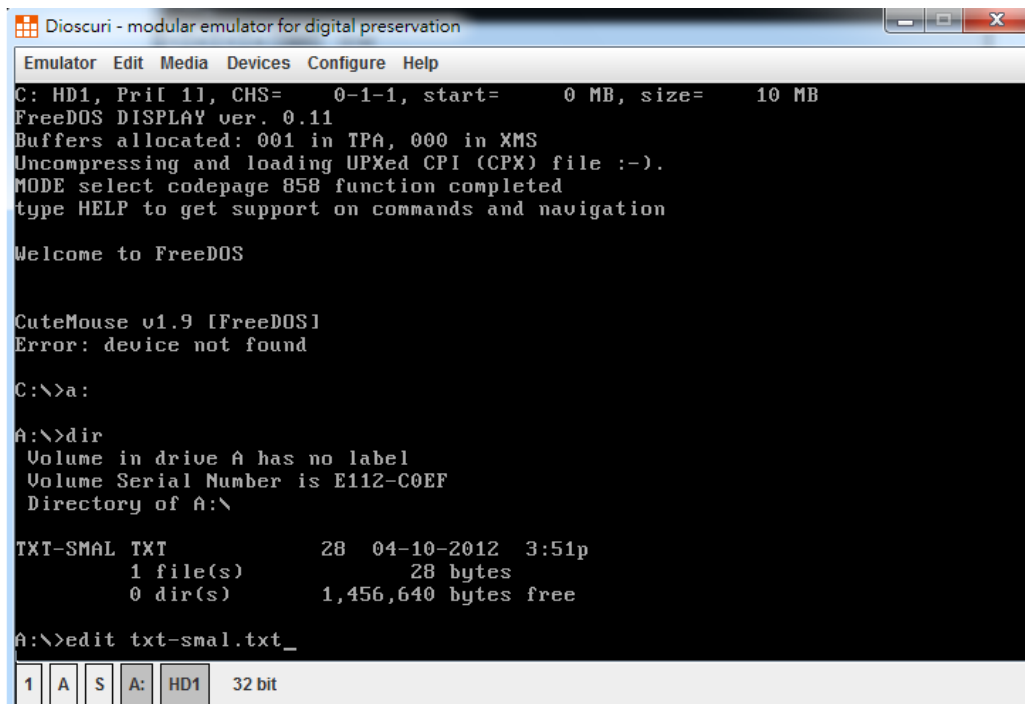 Dioscuri - modular emulator for digital preservation
Emulator Edit Media Devices Configure Help
C: HD1, Pri[ 1], CHS=    0-1-1, start=     0 MB, size=    10 MB
FreeDOS DISPLAY ver. 0.11
Buffers allocated: 001 in TPA, 000 in XMS
Uncompressing and loading UPXed CPI (CPX) file :-).
MODE select codepage 858 function completed
type HELP to get support on commands and navigation
Welcome to FreeDOS
CuteMouse v1.9 [FreeDOS]
Error: device not found
C:\>a:
A:\>dir
Volume in drive A has no label
Volume Serial Number is E112-C0EF
Directory of A:\
TXT-SMAL TXT            28  04-10-2012  3:51p
1 file(s)             28 bytes
0 dir(s)       1,456,640 bytes free
A:\>edit txt-smal.txt_
1 A S A: HD1 32 bit